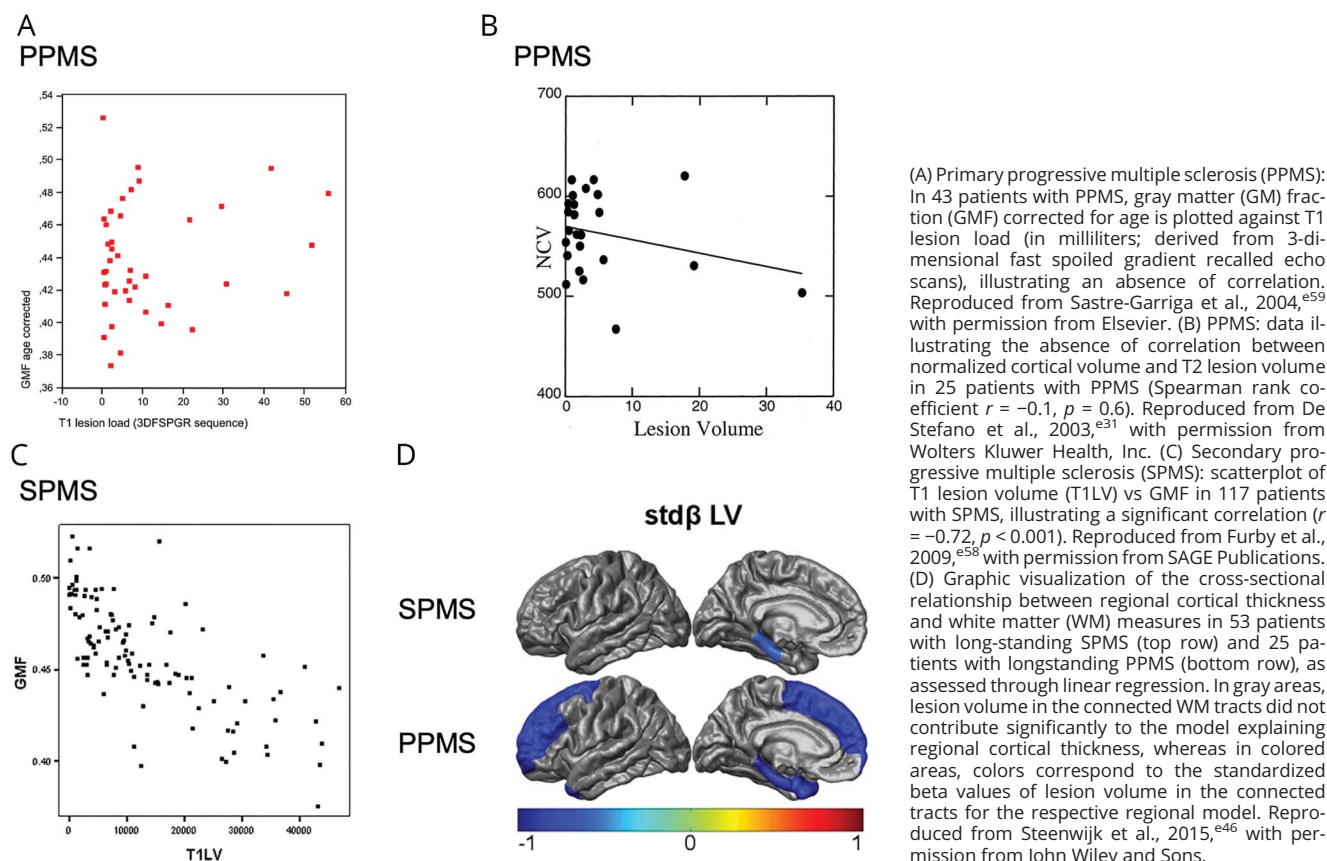 A
PPMS
,54
,52
,50
,48
,46
,44
,42
,40
,38
,36
GMF age corrected
-10 0 10 20 30 40 50 60
T1 lesion load (3DFSPGR sequence)
B
PPMS
700
600
500
400
NCV
0 10 20 30 40
Lesion Volume
C
SPMS
0.50
0.45
0.40
GMF
0 10000 20000 30000 40000
T1LV
D
stdβ LV
SPMS
PPMS
-1 0 1
(A) Primary progressive multiple sclerosis (PPMS):
In 43 patients with PPMS, gray matter (GM) frac-
tion (GMF) corrected for age is plotted against T1
lesion load (in milliliters; derived from 3-di-
mensional fast spoiled gradient recalled echo
scans), illustrating an absence of correlation.
Reproduced from Sastre-Garriga et al., 2004,e59
with permission from Elsevier. (B) PPMS: data il-
lustrating the absence of correlation between
normalized cortical volume and T2 lesion volume
in 25 patients with PPMS (Spearman rank co-
efficient r = −0.1, p = 0.6). Reproduced from De
Stefano et al., 2003,e31 with permission from
Wolters Kluwer Health, Inc. (C) Secondary pro-
gressive multiple sclerosis (SPMS): scatterplot of
T1 lesion volume (T1LV) vs GMF in 117 patients
with SPMS, illustrating a significant correlation (r
= −0.72, p < 0.001). Reproduced from Furby et al.,
2009,e58 with permission from SAGE Publications.
(D) Graphic visualization of the cross-sectional
relationship between regional cortical thickness
and white matter (WM) measures in 53 patients
with long-standing SPMS (top row) and 25 pa-
tients with longstanding PPMS (bottom row), as
assessed through linear regression. In gray areas,
lesion volume in the connected WM tracts did not
contribute significantly to the model explaining
regional cortical thickness, whereas in colored
areas, colors correspond to the standardized
beta values of lesion volume in the connected
tracts for the respective regional model. Repro-
duced from Steenwijk et al., 2015,e46 with per-
mission from John Wiley and Sons.